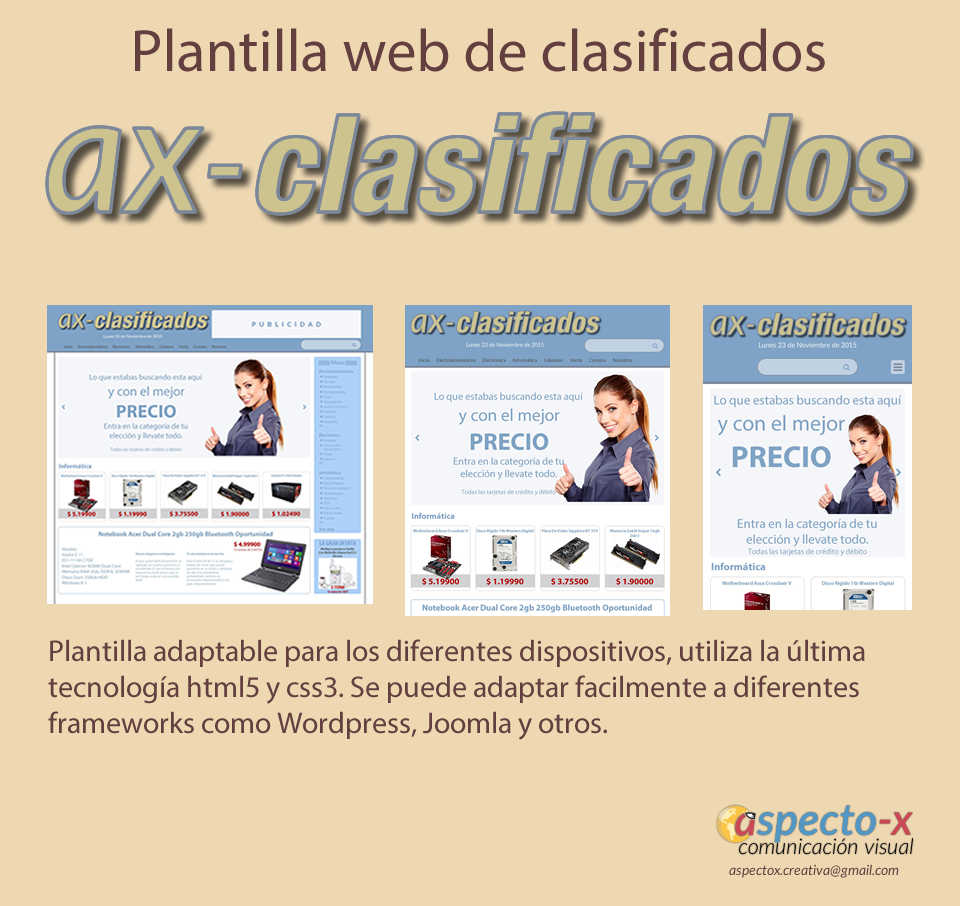 Plantilla web de clasificados
ax-clasificados
ax-clasificados
PUBLICIDAD
Lunes 23 de Noviembre de 2015
Inicio Electrodomésticos Electrónica Informática Celulares Venta Compra Nosotros
Menú
Lo que estabas buscando esta aquí
y con el mejor
PRECIO
Entra en la categoría de tu
elección y llevate todo.
Todas las tarjetas de crédito y débito
Informática
$ 5.19900 $ 1.19990 $ 3.75500 $ 1.90000 $ 1.02490
Notebook Acer Dual Core 2gb 250gb Bluetooth Oportunidad
$ 4.99900
LA GRAN OFERTA
ax-clasificados
Lunes 23 de Noviembre de 2015
Inicio Electrodomésticos Electrónica Informática Celulares Venta Compra Nosotros
Lo que estabas buscando esta aquí
y con el mejor
PRECIO
Entra en la categoría de tu
elección y llevate todo.
Todas las tarjetas de crédito y débito
Informática
Motherboard Asus Crosshair V Disco Rigido 1tb Western Digital Placa De Video Sapphire R7 370
$ 5.19900 $ 1.19990 $ 3.75500 $ 1.90000
Notebook Acer Dual Core 2gb 250gb Bluetooth Oportunidad
ax-clasificados
Lunes 23 de Noviembre de 2015
Lo que estabas buscando esta aquí
y con el mejor
PRECIO
Entra en la categoría de tu
elección y llevate todo.
Todas las tarjetas de crédito y débito
Informática
Motherboard Asus Crosshair V Disco Rigido 1tb Western Digital
Plantilla adaptable para los diferentes dispositivos, utiliza la última
tecnología html5 y css3. Se puede adaptar facilmente a diferentes
frameworks como Wordpress, Joomla y otros.
aspecto-x
comunicación visual
aspectox.creativa@gmail.com